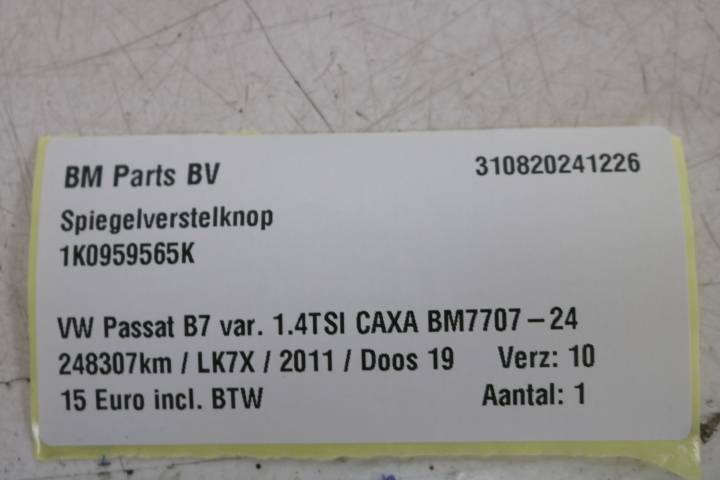 BM Parts BV 310820241226
Spiegelverstelknop
1K0959565K
VW Passat B7 var. 1.4TSI CAXA BM7707-24
248307km / LK7X / 2011 / Doos 19 Verz: 10
15 Euro incl. BTW Aantal: 1